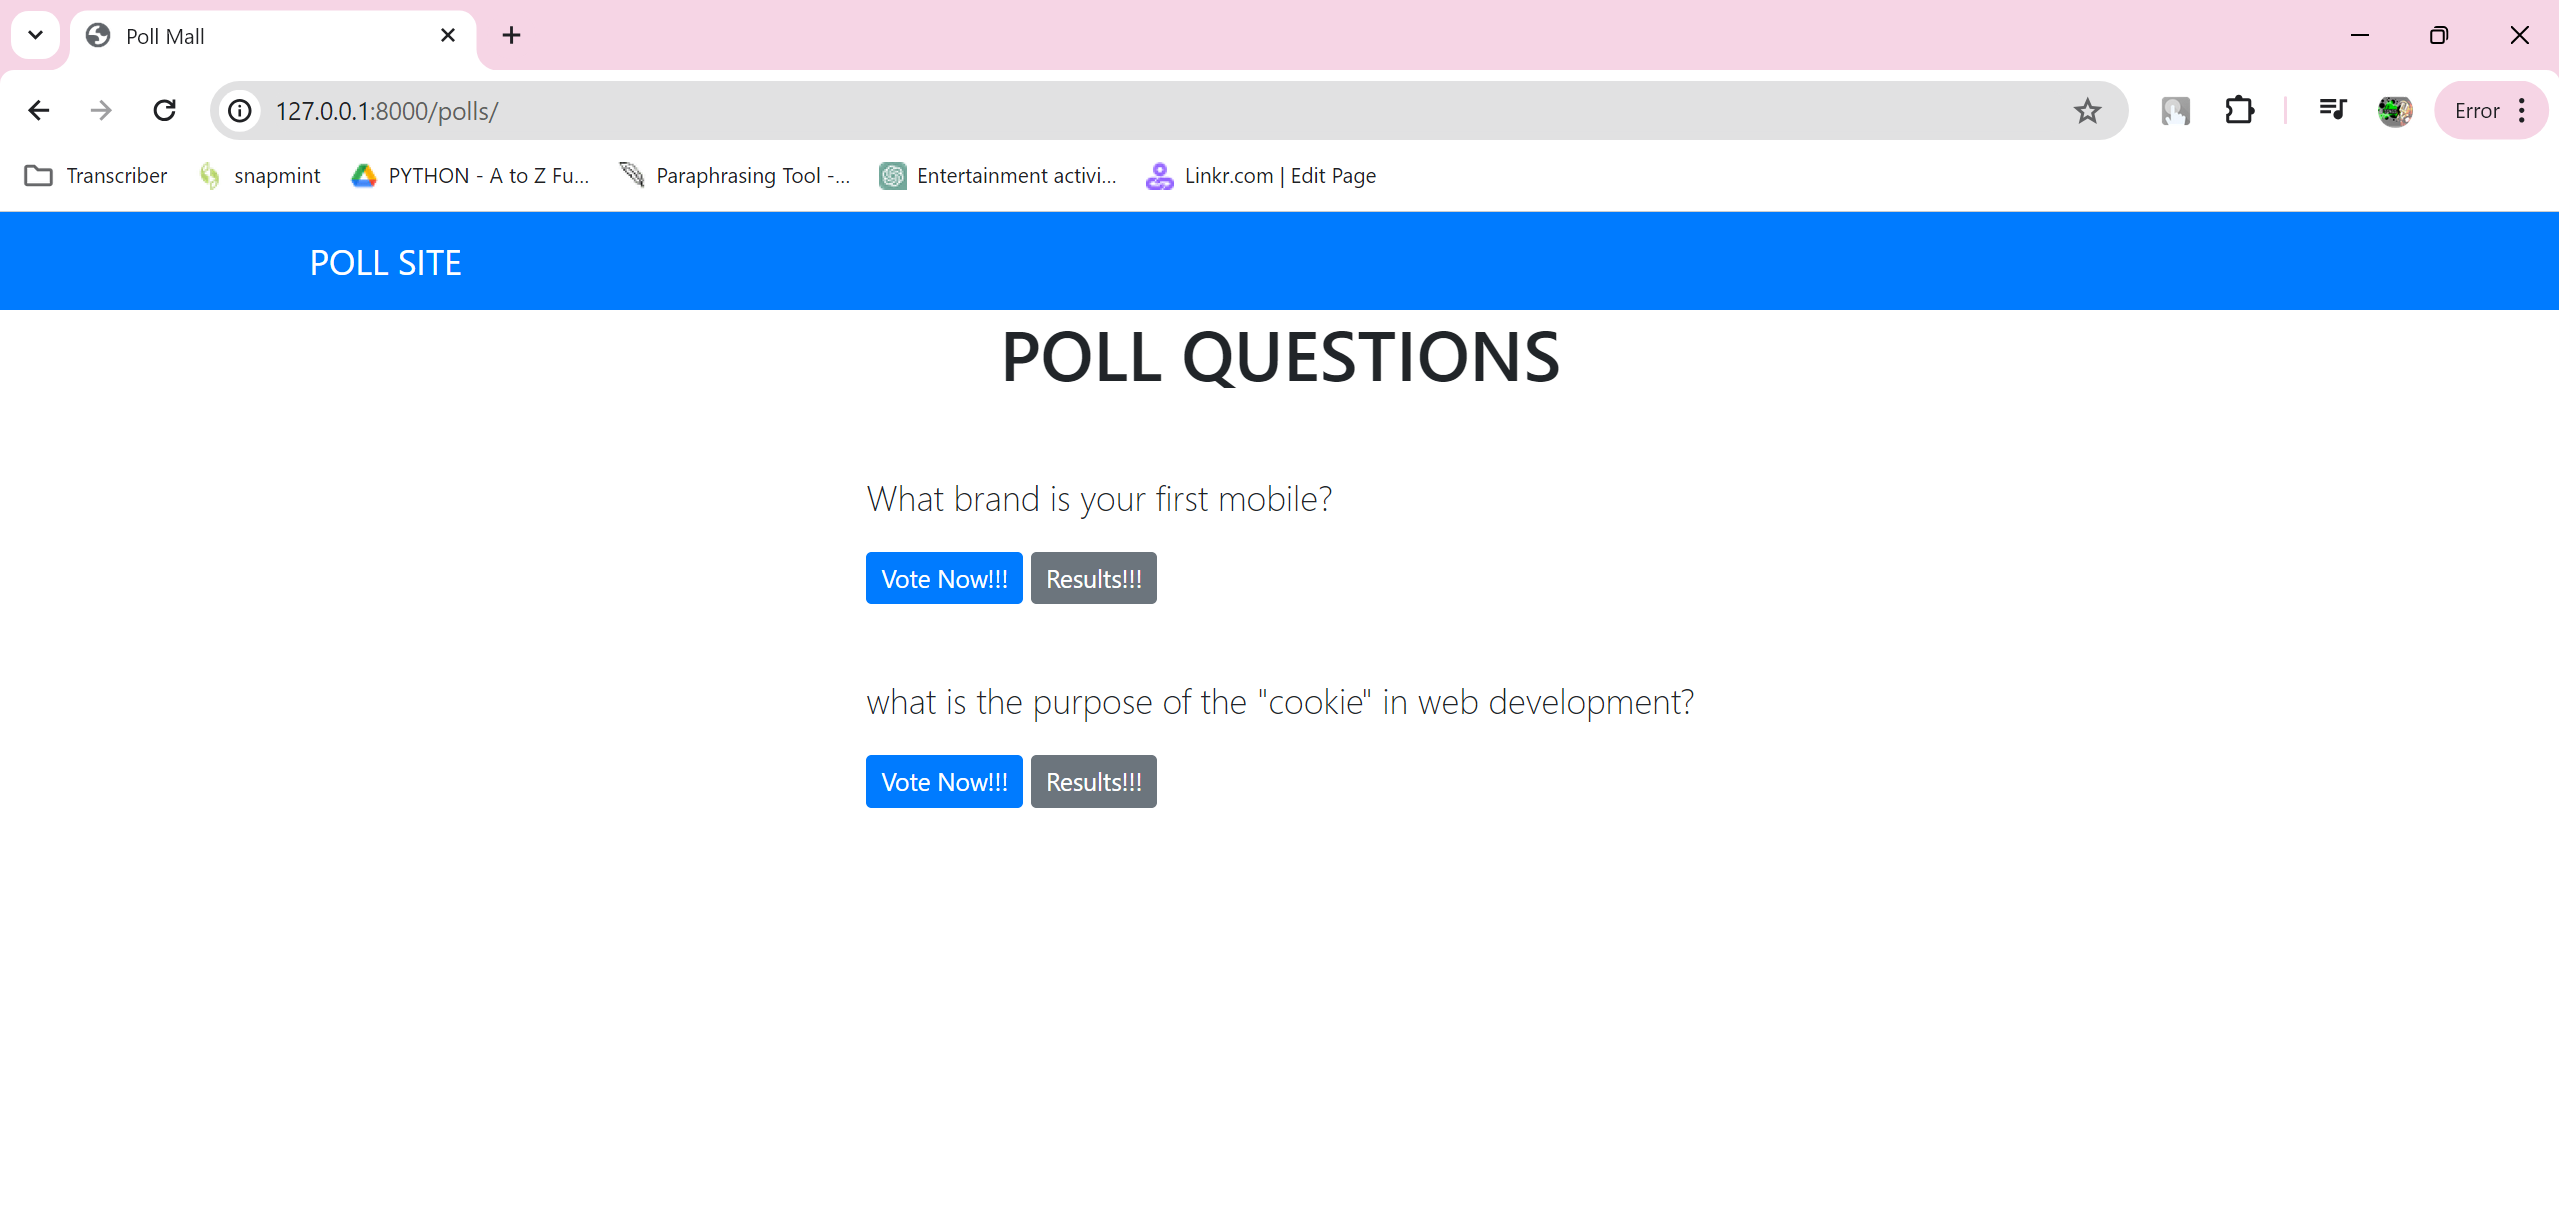 Poll Mall
127.0.0.1:8000/polls/
Error
Transcriber snapmint PYTHON - A to Z Fu... Paraphrasing Tool -... Entertainment activi... Linkr.com | Edit Page
POLL SITE
POLL QUESTIONS
What brand is your first mobile?
Vote Now!!! Results!!!
what is the purpose of the "cookie" in web development?
Vote Now!!! Results!!!